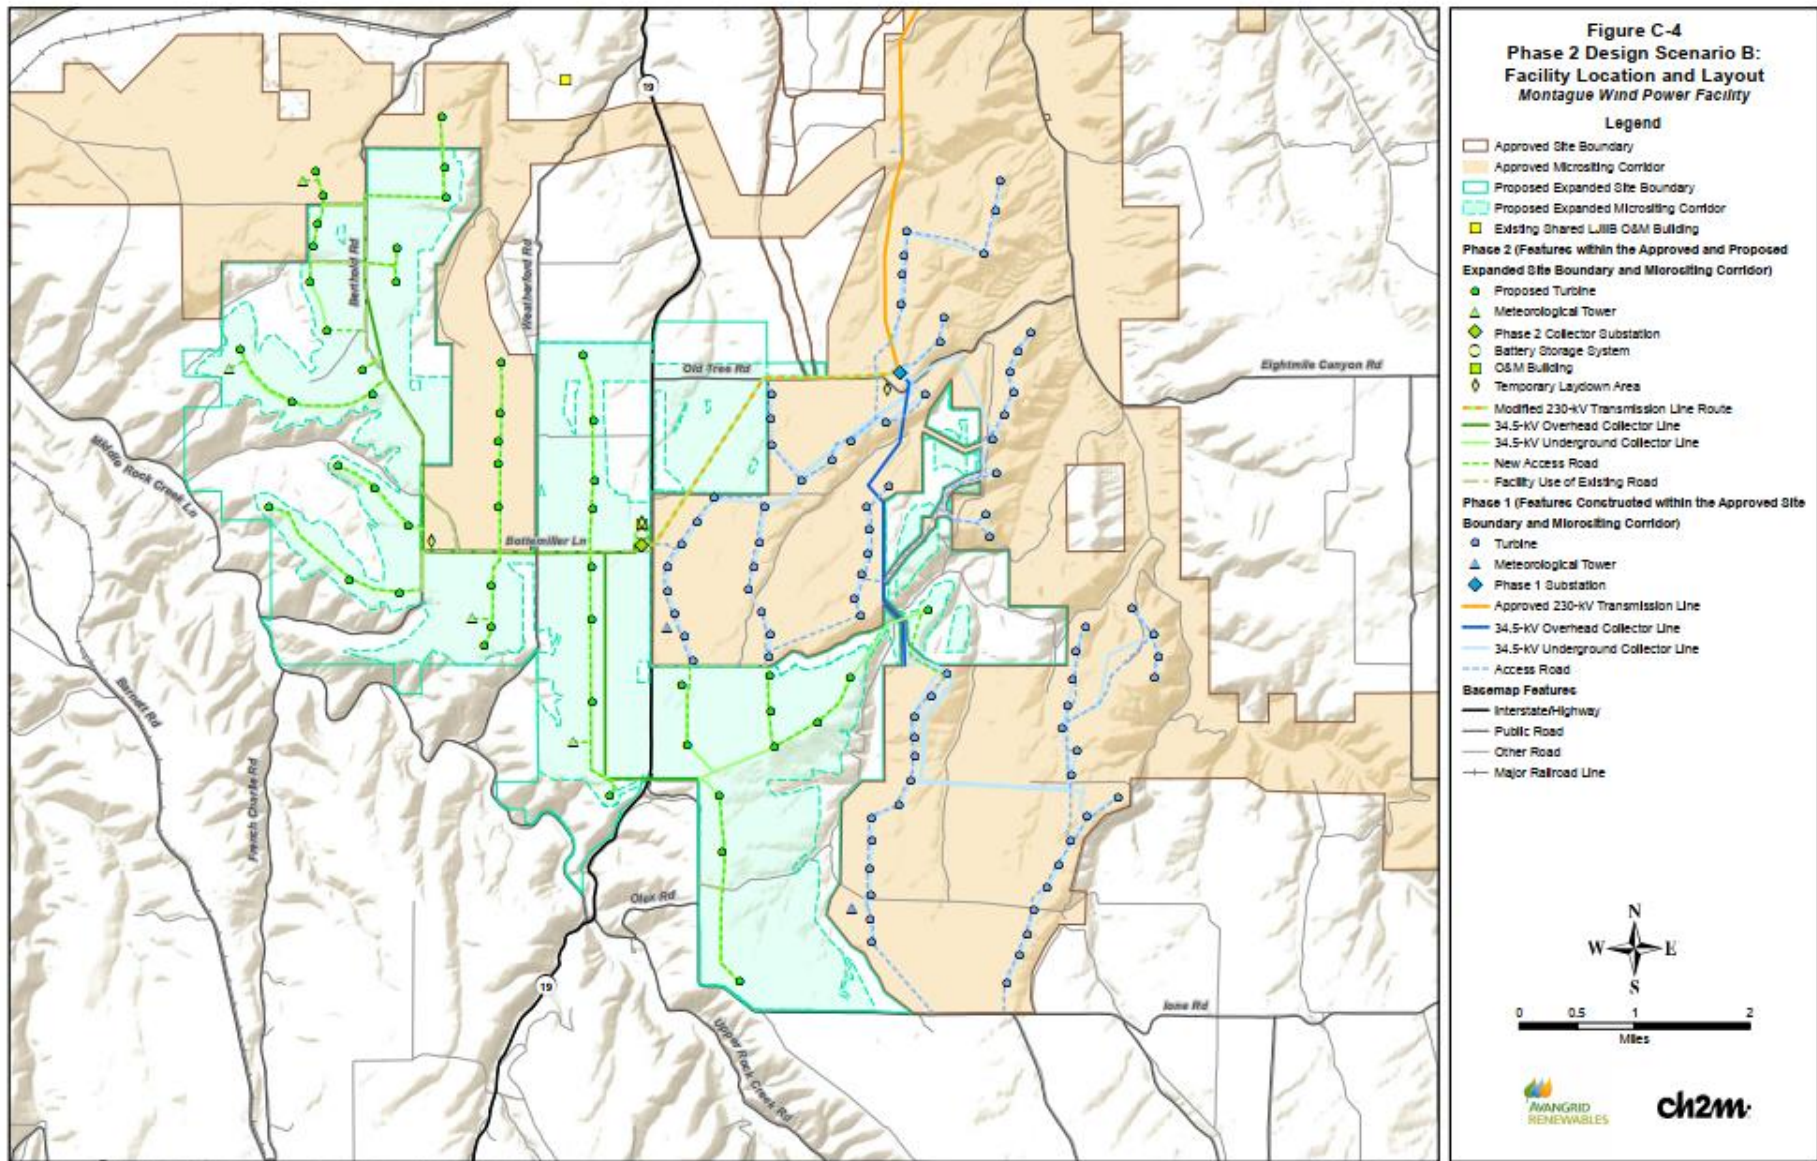 Figure C-4
Phase 2 Design Scenario B:
Facility Location and Layout
Montague Wind Power Facility
Legend
Approved Site Boundary
Approved Micrositing Corridor
Proposed Expanded Site Boundary
Proposed Expanded Micrositing Corridor
Existing Shared LJIIB O&M Building
Phase 2 (Features within the Approved and Proposed
Expanded Site Boundary and Micrositing Corridor)
Proposed Turbine
Meteorological Tower
Phase 2 Collector Substation
Battery Storage System
O&M Building
Temporary Laydown Area
Modified 230-kV Transmission Line Route
34.5-kV Overhead Collector Line
34.5-kV Underground Collector Line
New Access Road
Facility Use of Existing Road
Phase 1 (Features Constructed within the Approved Site
Boundary and Micrositing Corridor)
Turbine
Meteorological Tower
Phase 1 Substation
Approved 230-kV Transmission Line
34.5-kV Overhead Collector Line
34.5-kV Underground Collector Line
Access Road
Basemap Features
Interstate/Highway
Public Road
Other Road
Major Railroad Line
N
W E
S
0 0.5 1 2
Miles
AVANGRID
RENEWABLES
ch2m
19
Berthold Rd
Weatherford Rd
Old Tree Rd
Eightmile Canyon Rd
Middle Rock Creek Ln
Bottemiller Ln
French Charlie Rd
Olex Rd
19
Upper Rock Creek Rd
Ione Rd